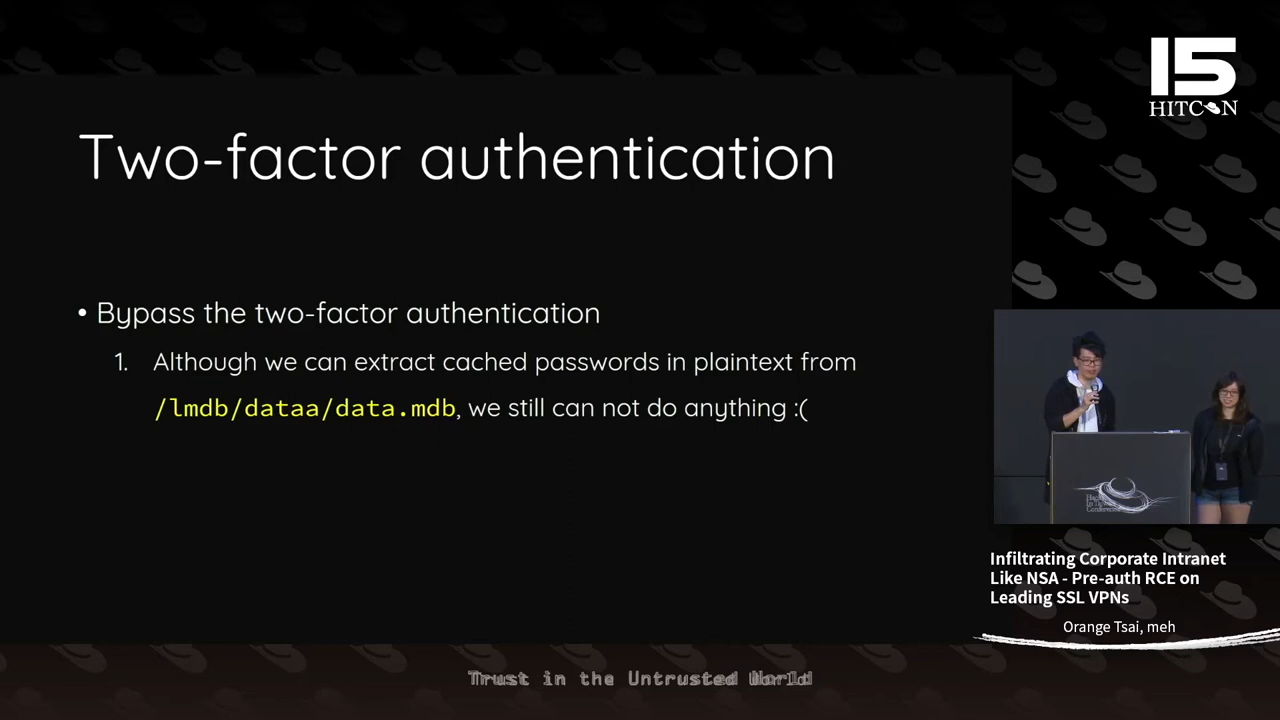 15
HITCON
Two-factor authentication
• Bypass the two-factor authentication
1. Although we can extract cached passwords in plaintext from
/lmdb/dataa/data.mdb, we still can not do anything :(
Infiltrating Corporate Intranet
Like NSA - Pre-auth RCE on
Leading SSL VPNs
Orange Tsai, meh
Trust in the Untrusted World